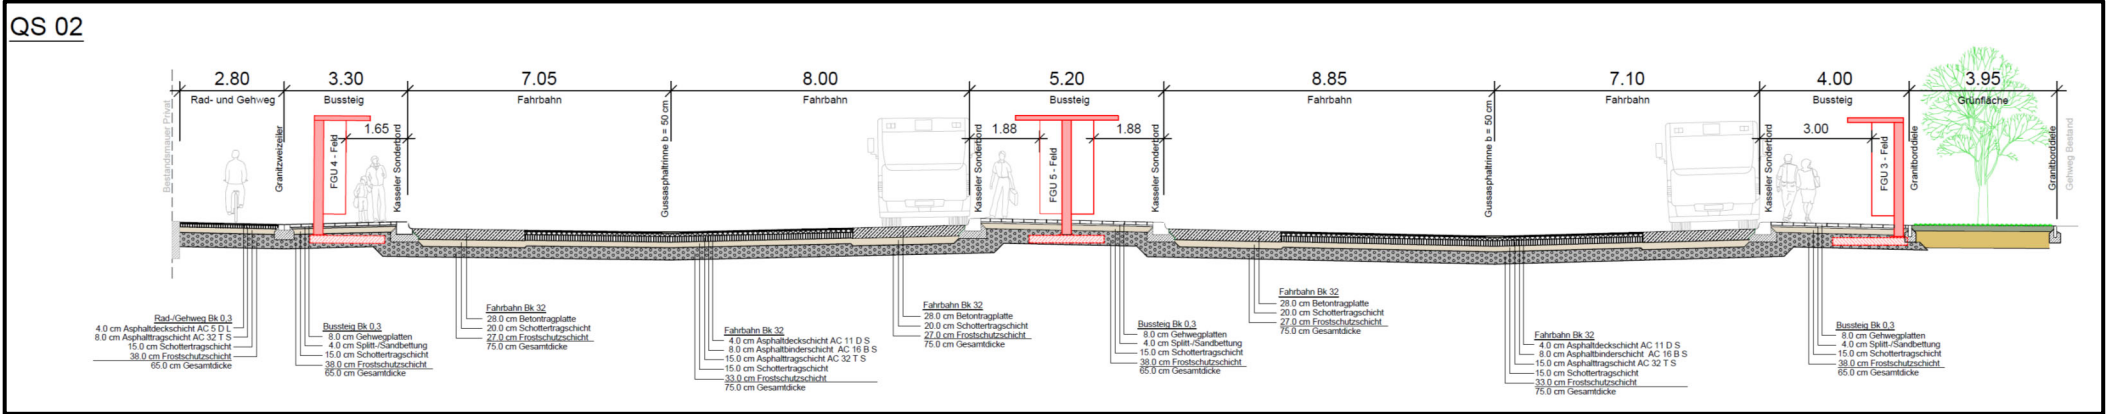 QS 02
2.80
3.30
7.05
8.00
5.20
8.85
7.10
4.00
3.95
Rad- und Gehweg
Bussteig
Fahrbahn
Fahrbahn
Bussteig
Fahrbahn
Fahrbahn
Bussteig
Grünfläche
Bestandsmauer Privat
Granitzweizeiler
FGU 4 - Feld
1.65
Kasseler Sonderbord
Gussasphaltrinne b = 50 cm
Kasseler Sonderbord
1.88
FGU 5 - Feld
1.88
Kasseler Sonderbord
Gussasphaltrinne b = 50 cm
Kasseler Sonderbord
3.00
FGU 3 - Feld
Granitborddiele
Granitborddiele
Gehweg Bestand
Rad-/Gehweg Bk 0,3
4.0 cm Asphaltdeckschicht AC 5 D L
8.0 cm Asphalttragschicht AC 32 T S
15.0 cm Schottertragschicht
38.0 cm Frostschutzschicht
65.0 cm Gesamtdicke
Bussteig Bk 0,3
8.0 cm Gehwegplatten
4.0 cm Splitt-/Sandbettung
15.0 cm Schottertragschicht
38.0 cm Frostschutzschicht
65.0 cm Gesamtdicke
Fahrbahn Bk 32
28.0 cm Betontragplatte
20.0 cm Schottertragschicht
27.0 cm Frostschutzschicht
75.0 cm Gesamtdicke
Fahrbahn Bk 32
4.0 cm Asphaltdeckschicht AC 11 D S
8.0 cm Asphaltbinderschicht AC 16 B S
15.0 cm Asphalttragschicht AC 32 T S
15.0 cm Schottertragschicht
33.0 cm Frostschutzschicht
75.0 cm Gesamtdicke
Fahrbahn Bk 32
28.0 cm Betontragplatte
20.0 cm Schottertragschicht
27.0 cm Frostschutzschicht
75.0 cm Gesamtdicke
Bussteig Bk 0,3
8.0 cm Gehwegplatten
4.0 cm Splitt-/Sandbettung
15.0 cm Schottertragschicht
38.0 cm Frostschutzschicht
65.0 cm Gesamtdicke
Fahrbahn Bk 32
28.0 cm Betontragplatte
20.0 cm Schottertragschicht
27.0 cm Frostschutzschicht
75.0 cm Gesamtdicke
Fahrbahn Bk 32
4.0 cm Asphaltdeckschicht AC 11 D S
8.0 cm Asphaltbinderschicht AC 16 B S
15.0 cm Asphalttragschicht AC 32 T S
15.0 cm Schottertragschicht
33.0 cm Frostschutzschicht
75.0 cm Gesamtdicke
Bussteig Bk 0,3
8.0 cm Gehwegplatten
4.0 cm Splitt-/Sandbettung
15.0 cm Schottertragschicht
38.0 cm Frostschutzschicht
65.0 cm Gesamtdicke